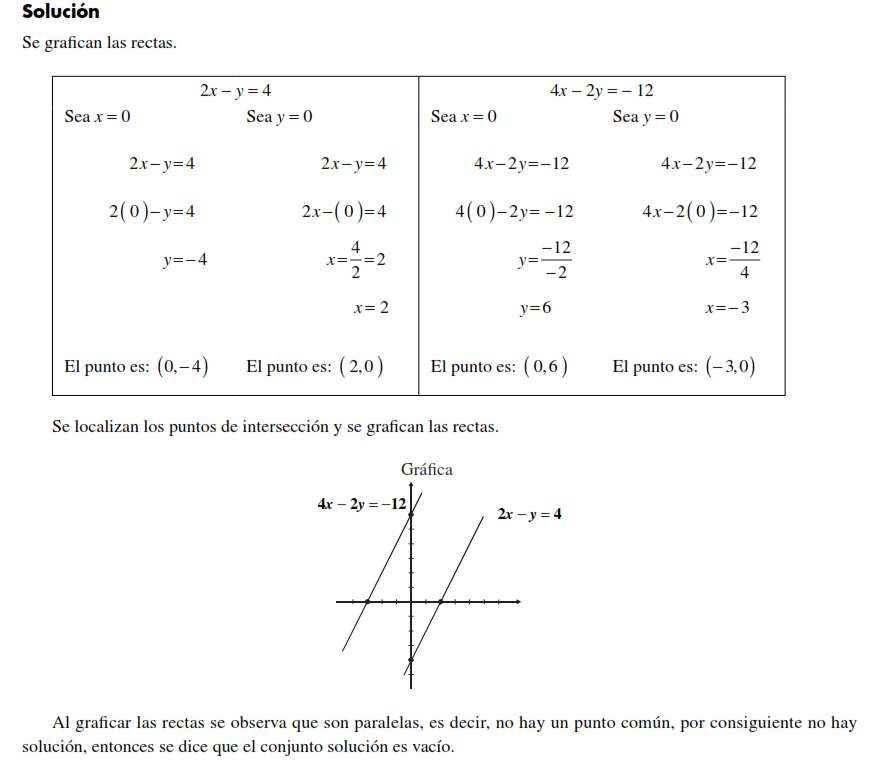 Solución
Se grafican las rectas.
2x – y = 4
Sea x = 0 Sea y = 0
2x–y=4 2x–y=4
2(0)–y=4 2x–(0)=4
y=–4 x=4/2=2
x= 2
El punto es: (0,–4) El punto es: (2,0)
4x – 2y = – 12
Sea x = 0 Sea y = 0
4x–2y=–12 4x–2y=–12
4(0)–2y= –12 4x–2(0)=–12
y=–12/–2 x=–12/4
y=6 x=–3
El punto es: (0,6) El punto es: (–3,0)
Se localizan los puntos de intersección y se grafican las rectas.
Gráfica
4x – 2y = –12
2x – y = 4
Al graficar las rectas se observa que son paralelas, es decir, no hay un punto común, por consiguiente no hay
solución, entonces se dice que el conjunto solución es vacío.